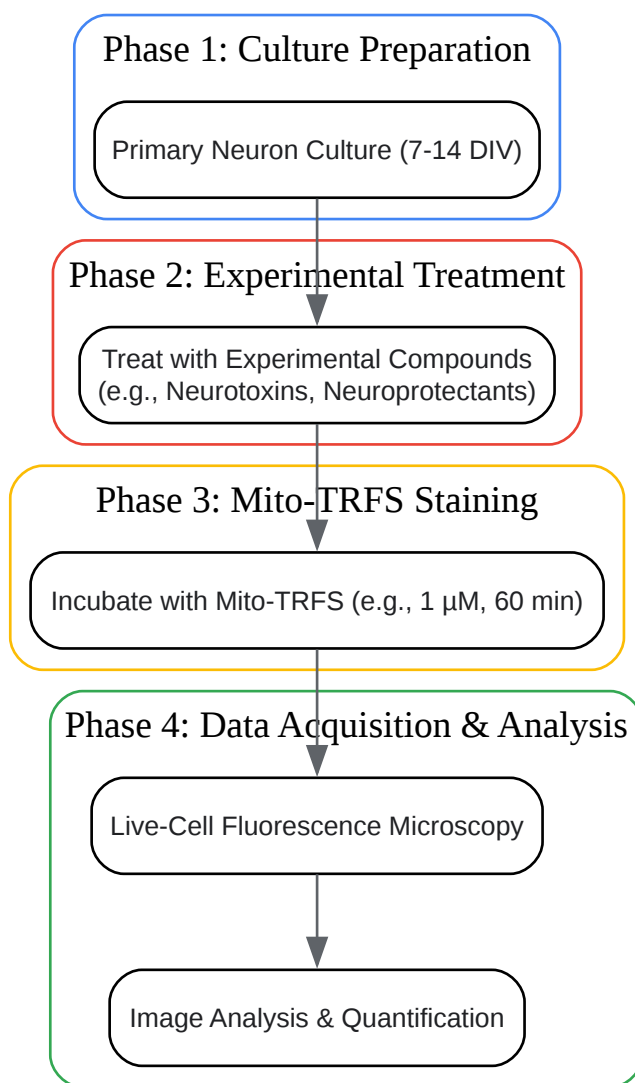 Phase 1: Culture Preparation
Primary Neuron Culture (7-14 DIV)
Phase 2: Experimental Treatment
Treat with Experimental Compounds
(e.g., Neurotoxins, Neuroprotectants)
Phase 3: Mito-TRFS Staining
Incubate with Mito-TRFS (e.g., 1 µM, 60 min)
Phase 4: Data Acquisition & Analysis
Live-Cell Fluorescence Microscopy
Image Analysis & Quantification